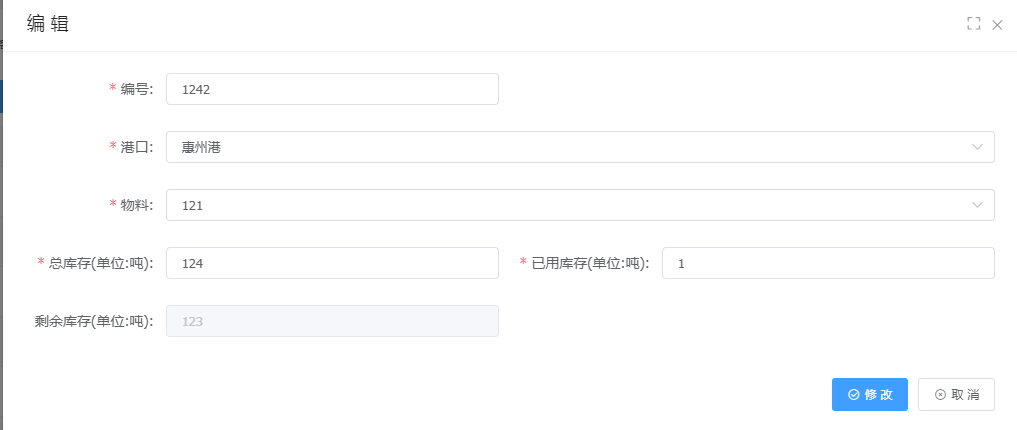 编 辑
* 编号: 1242
* 港口: 惠州港
* 物料: 121
* 总库存(单位:吨): 124 * 已用库存(单位:吨): 1
剩余库存(单位:吨): 123
修 改 取 消